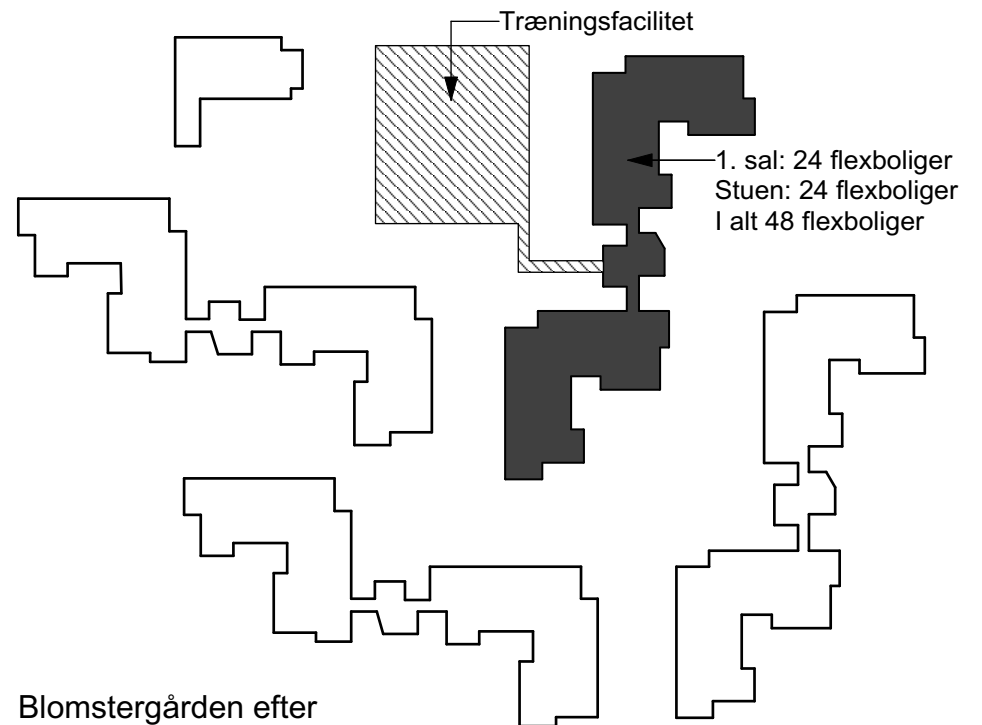 Træningsfacilitet
1. sal: 24 flexboliger
Stuen: 24 flexboliger
I alt 48 flexboliger
Blomstergården efter